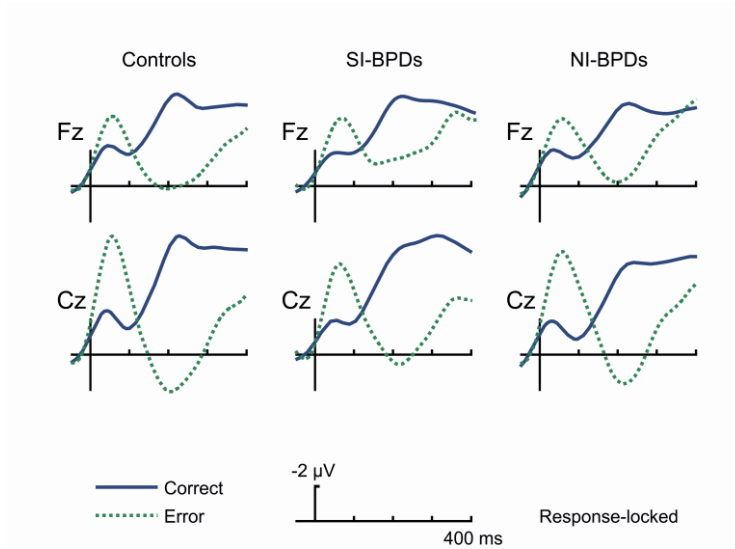 Controls
SI-BPDs
NI-BPDs
Fz
Fz
Fz
Cz
Cz
Cz
-2 µV
Correct
Error
400 ms
Response-locked